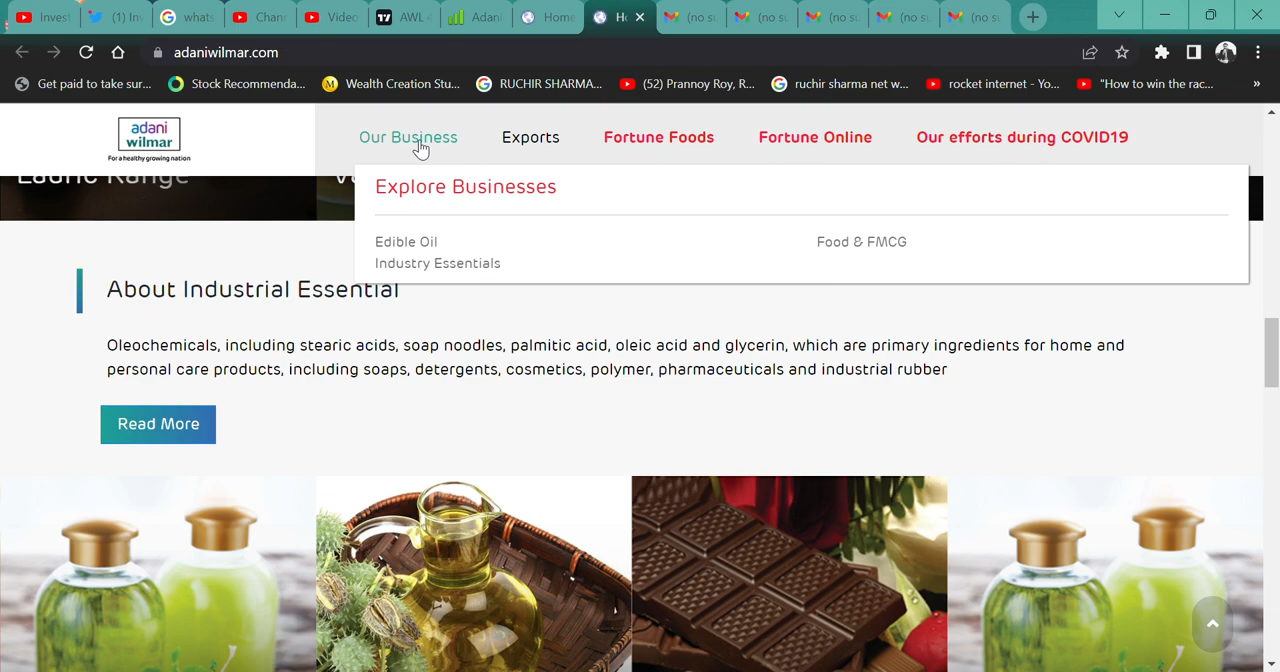 Invest
(1) In
whats
Chann
Video
AWL
Adani
Home
Ho
(no su
(no su
(no su
(no su
(no su
adaniwilmar.com
Get paid to take sur...
Stock Recommenda...
Wealth Creation Stu...
RUCHIR SHARMA...
(52) Prannoy Roy, R...
ruchir sharma net w...
rocket internet - Yo...
"How to win the rac...
»
adani
wilmar
For a healthy growing nation
Our Business
Exports
Fortune Foods
Fortune Online
Our efforts during COVID19
Lauric Range
Explore Businesses
Edible Oil
Food & FMCG
Industry Essentials
About Industrial Essential
Oleochemicals, including stearic acids, soap noodles, palmitic acid, oleic acid and glycerin, which are primary ingredients for home and
personal care products, including soaps, detergents, cosmetics, polymer, pharmaceuticals and industrial rubber
Read More